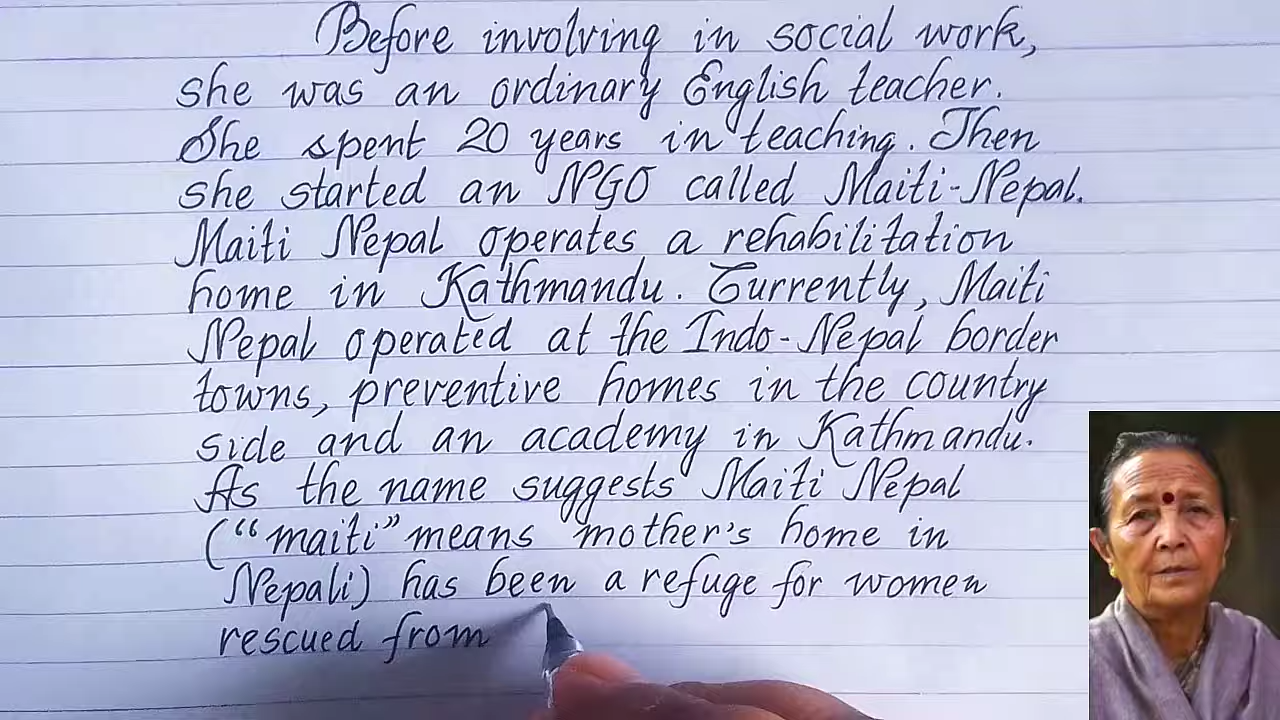 Before involving in social work,
she was an ordinary English teacher.
She spent 20 years in teaching. Then
she started an NGO called Maiti-Nepal.
Maiti Nepal operates a rehabilitation
home in Kathmandu. Currently, Maiti
Nepal operated at the Indo-Nepal border
towns, preventive homes in the country
side and an academy in Kathmandu.
As the name suggests Maiti Nepal
("maiti" means mother's home in
Nepali) has been a refuge for women
rescued from